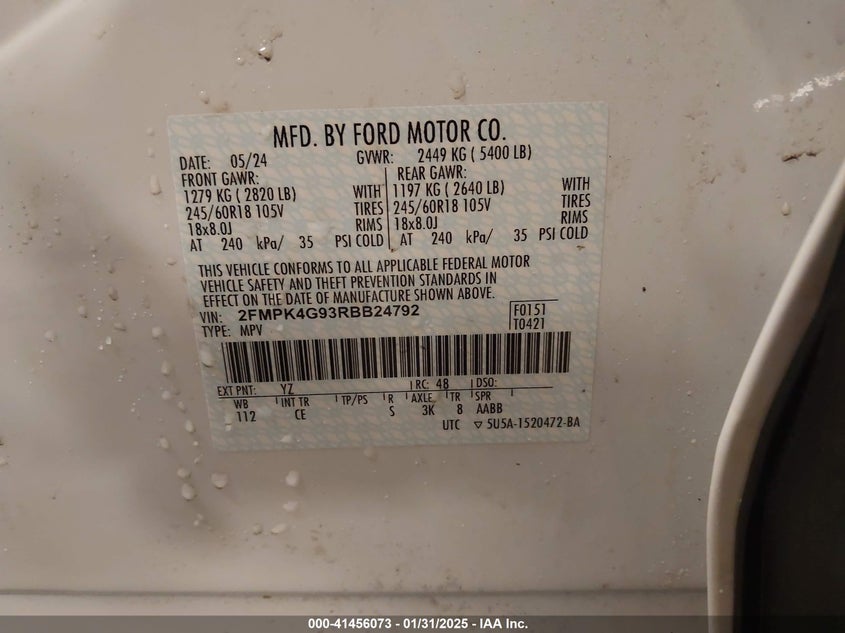 MFD. BY FORD MOTOR CO.
DATE: 05/24 GVWR: 2449 KG ( 5400 LB)
FRONT GAWR: REAR GAWR:
1279 KG ( 2820 LB) WITH 1197 KG ( 2640 LB) WITH
245/60R18 105V TIRES 245/60R18 105V TIRES
18x8.0J RIMS 18x8.0J RIMS
AT 240 kPa/ 35 PSI COLD AT 240 kPa/ 35 PSI COLD
THIS VEHICLE CONFORMS TO ALL APPLICABLE FEDERAL MOTOR
VEHICLE SAFETY AND THEFT PREVENTION STANDARDS IN
EFFECT ON THE DATE OF MANUFACTURE SHOWN ABOVE.
VIN: 2FMPK4G93RBB24792 F0151
TYPE: MPV T0421
EXT PNT: YZ RC: 48 DSO:
WB INT TR TP/PS R AXLE TR SPR
112 CE S 3K 8 AABB
UTC ▽ 5U5A-1520472-BA
000-41456073 - 01/31/2025 - IAA Inc.